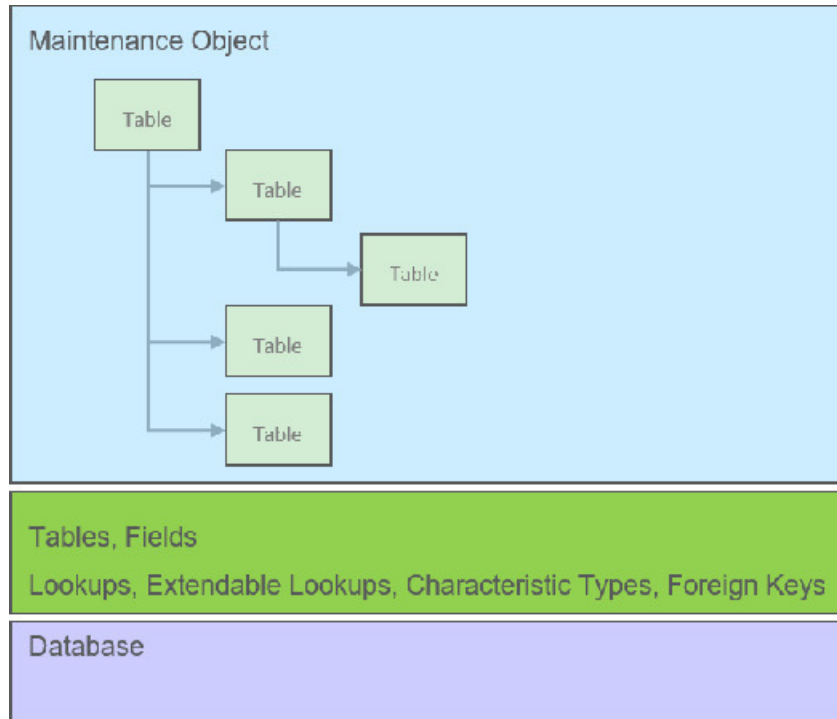 Maintenance Object
Table
Table
Table
Table
Table
Tables, Fields
Lookups, Extendable Lookups, Characteristic Types, Foreign Keys
Database